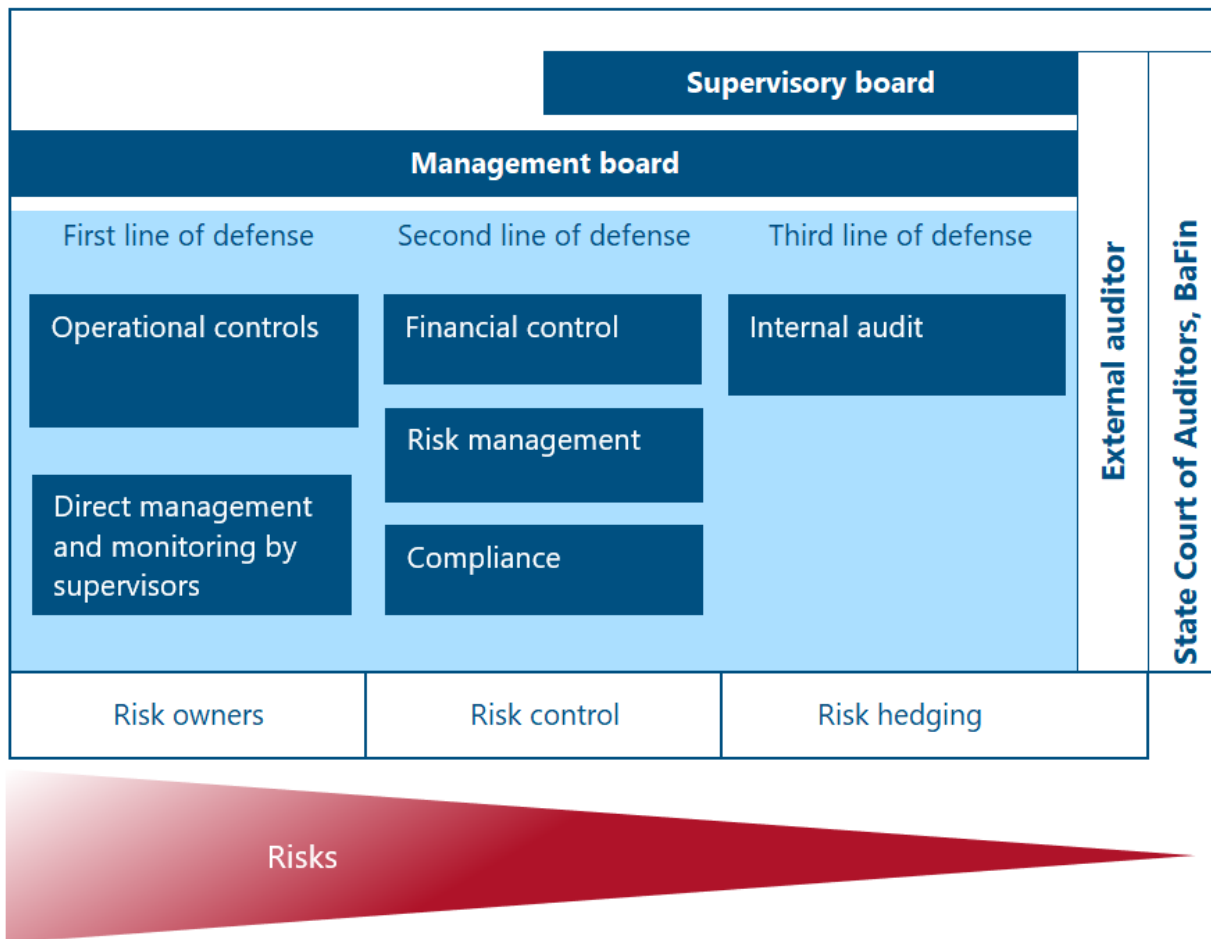 Supervisory board
Management board
First line of defense
Second line of defense
Third line of defense
Operational controls
Direct management
and monitoring by
supervisors
Financial control
Risk management
Compliance
Internal audit
External auditor
State Court of Auditors, BaFin
Risk owners
Risk control
Risk hedging
Risks